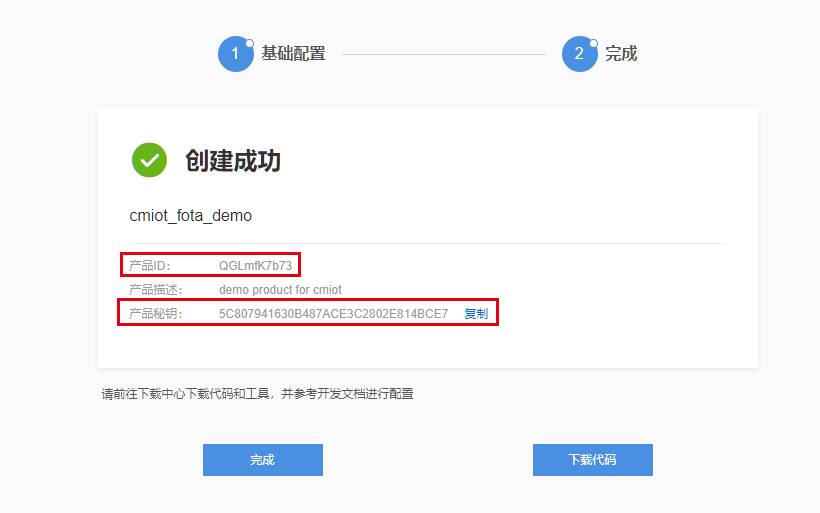 1 基础配置 2 完成
创建成功
cmiot_fota_demo
产品ID: QGLmfK7b73
产品描述: demo product for cmiot
产品秘钥: 5C807941630B487ACE3C2802E814BCE7 复制
请前往下载中心下载代码和工具，并参考开发文档进行配置
完成 下载代码